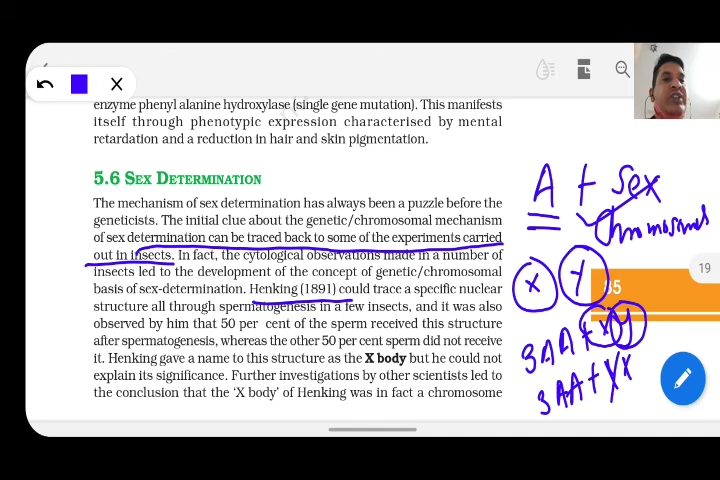 enzyme phenyl alanine hydroxylase (single gene mutation). This manifests
itself through phenotypic expression characterised by mental
retardation and a reduction in hair and skin pigmentation.
5.6 SEX DETERMINATION
The mechanism of sex determination has always been a puzzle before the
geneticists. The initial clue about the genetic/chromosomal mechanism
of sex determination can be traced back to some of the experiments carried
out in insects. In fact, the cytological observations made in a number of
insects led to the development of the concept of genetic/chromosomal
basis of sex-determination. Henking (1891) could trace a specific nuclear
structure all through spermatogenesis in a few insects, and it was also
observed by him that 50 per cent of the sperm received this structure
after spermatogenesis, whereas the other 50 per cent sperm did not receive
it. Henking gave a name to this structure as the X body but he could not
explain its significance. Further investigations by other scientists led to
the conclusion that the 'X body' of Henking was in fact a chromosome
A + Sex
Chromosomes
X Y
3AA + XY
3AA + XX
19